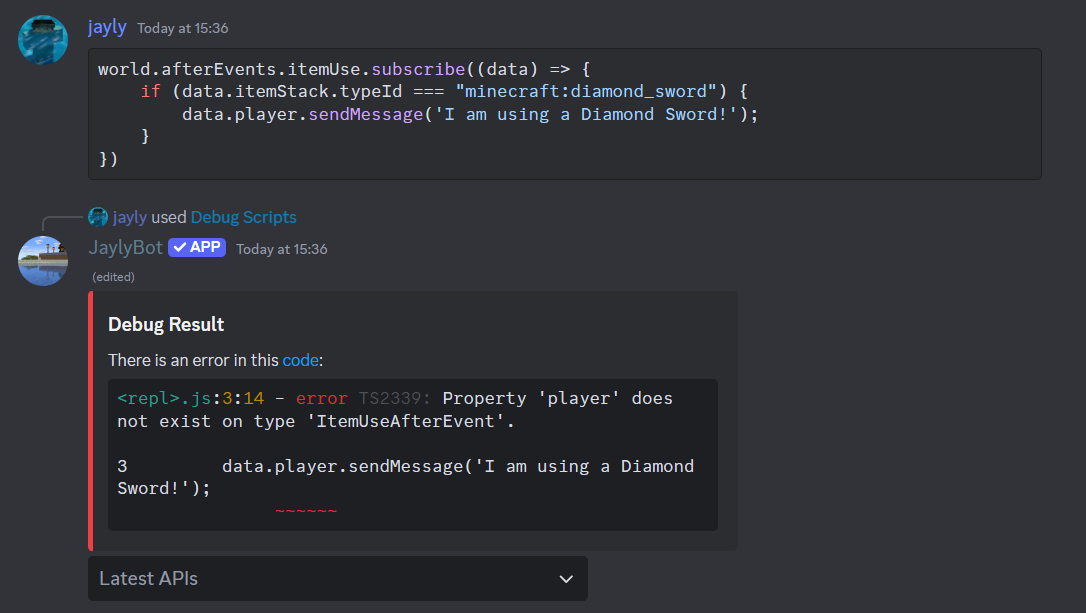 jayly Today at 15:36
world.afterEvents.itemUse.subscribe((data) => {
    if (data.itemStack.typeId === "minecraft:diamond_sword") {
        data.player.sendMessage('I am using a Diamond Sword!');
    }
})
jayly used Debug Scripts
JaylyBot ✓ APP Today at 15:36
(edited)
Debug Result
There is an error in this code:
<repl>.js:3:14 - error TS2339: Property 'player' does
not exist on type 'ItemUseAfterEvent'.
3         data.player.sendMessage('I am using a Diamond
Sword!');
~~~~~~
Latest APIs